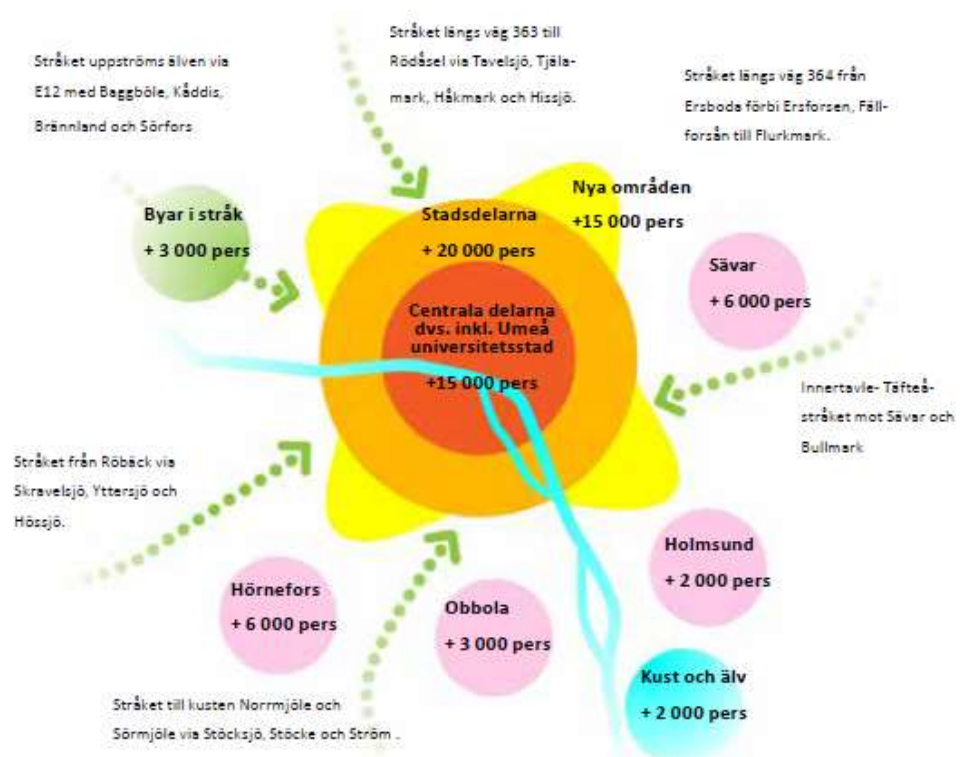 Stråket längs väg 363 till
Rödåsel via Tavelsjö, Tjäla-
mark, Håkmark och Hissjö.
Stråket uppströms älven via
E12 med Baggböle, Kåddis,
Brännland och Sörfors
Stråket längs väg 364 från
Ersboda förbi Ersforsen, Fäll-
forsån till Flurkmark.
Nya områden
+15 000 pers
Byar i stråk
+ 3 000 pers
Stadsdelarna
+ 20 000 pers
Sävar
+ 6 000 pers
Centrala delarna
dvs. inkl. Umeå
universitetsstad
+15 000 pers
Innertavle- Täfteå-
stråket mot Sävar och
Bullmark
Stråket från Röbäck via
Skravelsjö, Yttersjö och
Hössjö.
Holmsund
+ 2 000 pers
Hörnefors
+ 6 000 pers
Obbola
+ 3 000 pers
Kust och älv
+ 2 000 pers
Stråket till kusten Norrmjöle och
Sörmjöle via Stöcksjö, Stöcke och Ström .